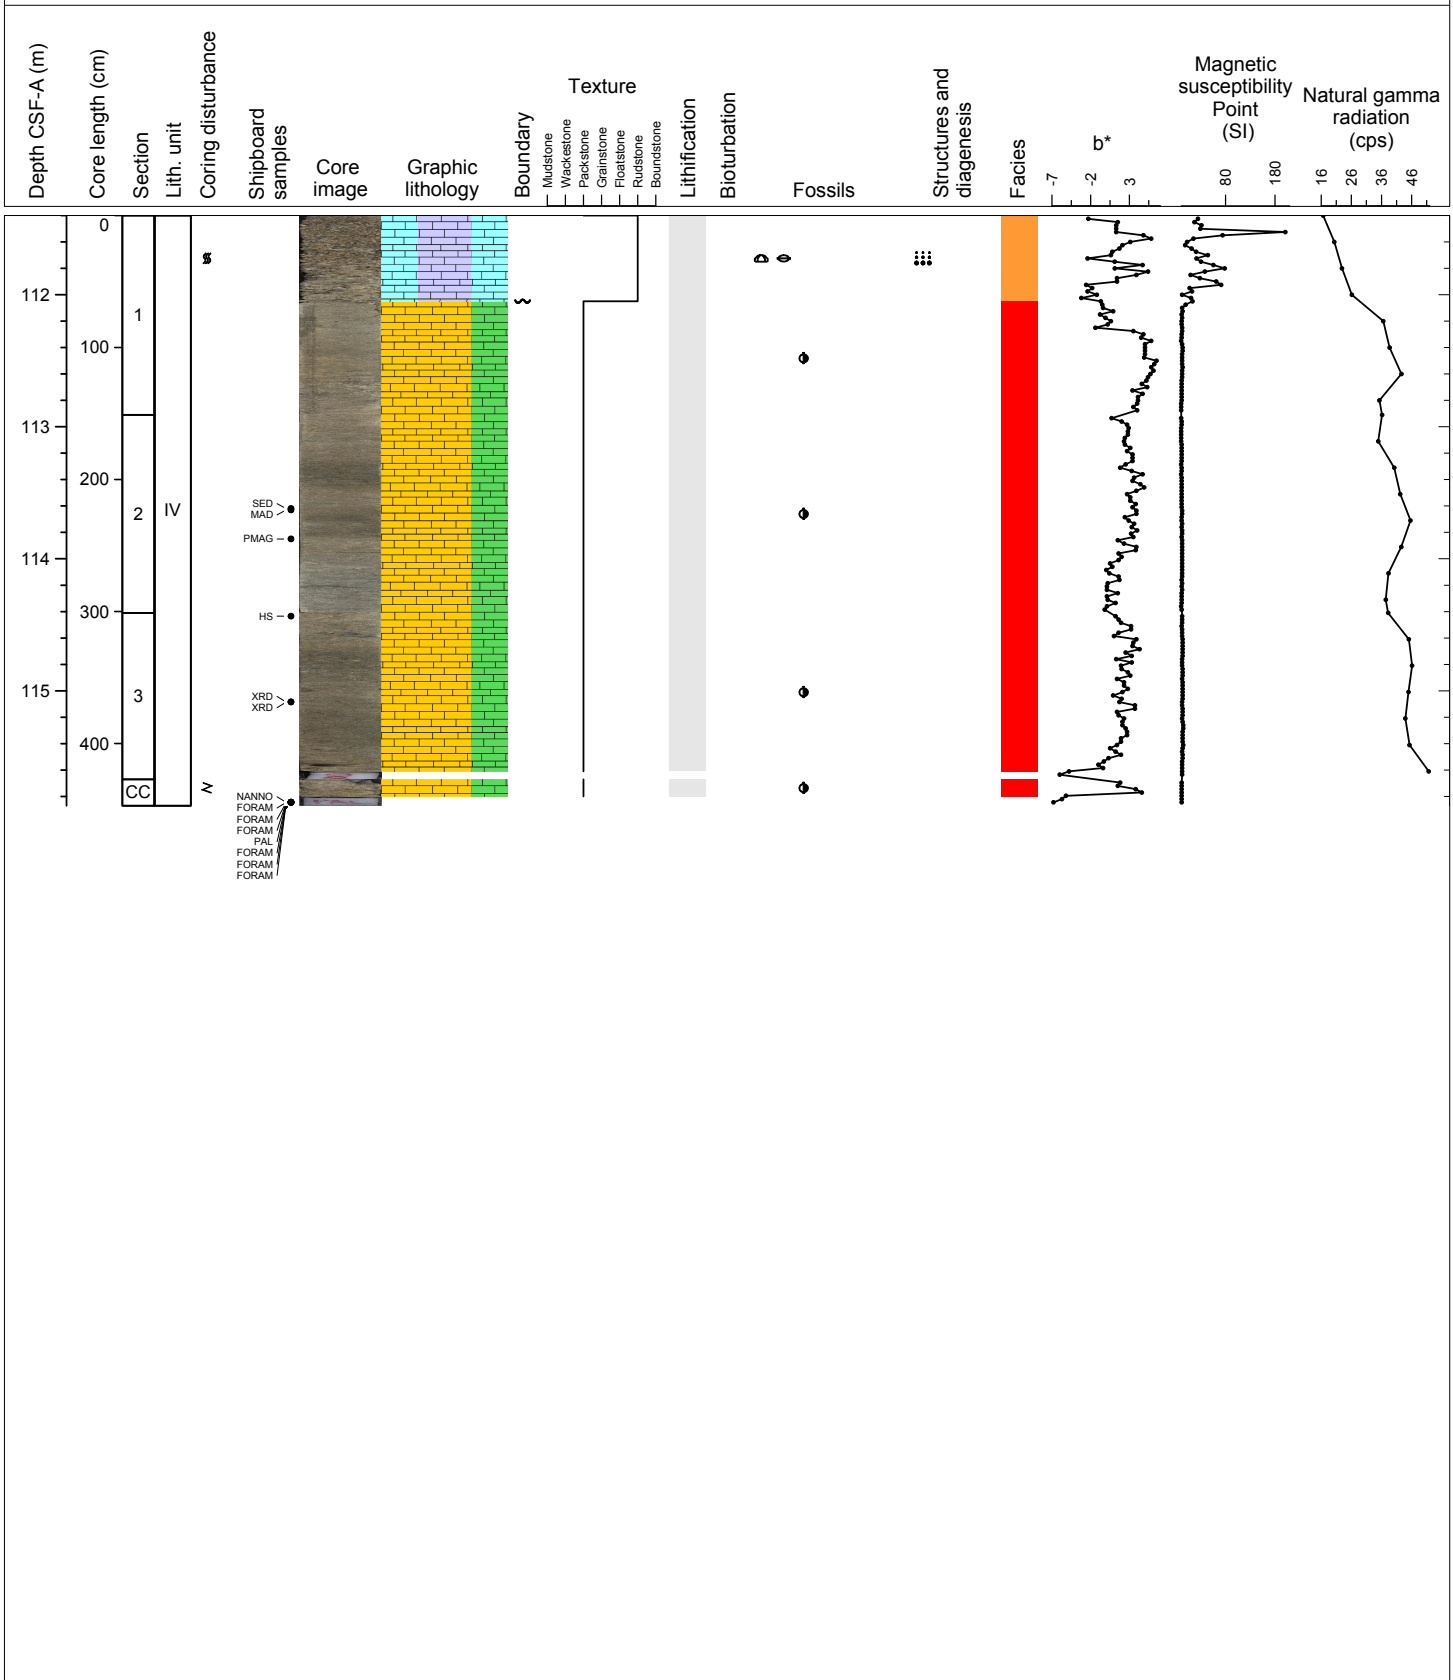 Depth CSF-A (m)
Core length (cm)
Section
Lith. unit
Coring disturbance
Shipboard
samples
Core
image
Graphic
lithology
Boundary
Texture
Mudstone
Wackestone
Packstone
Grainstone
Floatstone
Rudstone
Boundstone
Lithification
Bioturbation
Fossils
Structures and
diagenesis
Facies
b*
-7
-2
3
Magnetic
susceptibility
Point
(SI)
80
180
Natural gamma
radiation
(cps)
16
26
36
46
0
112
1
100
113
200
SED
MAD
2
IV
PMAG
114
300
HS
115
3
XRD
XRD
400
CC
NANNO
FORAM
FORAM
FORAM
PAL
FORAM
FORAM
FORAM